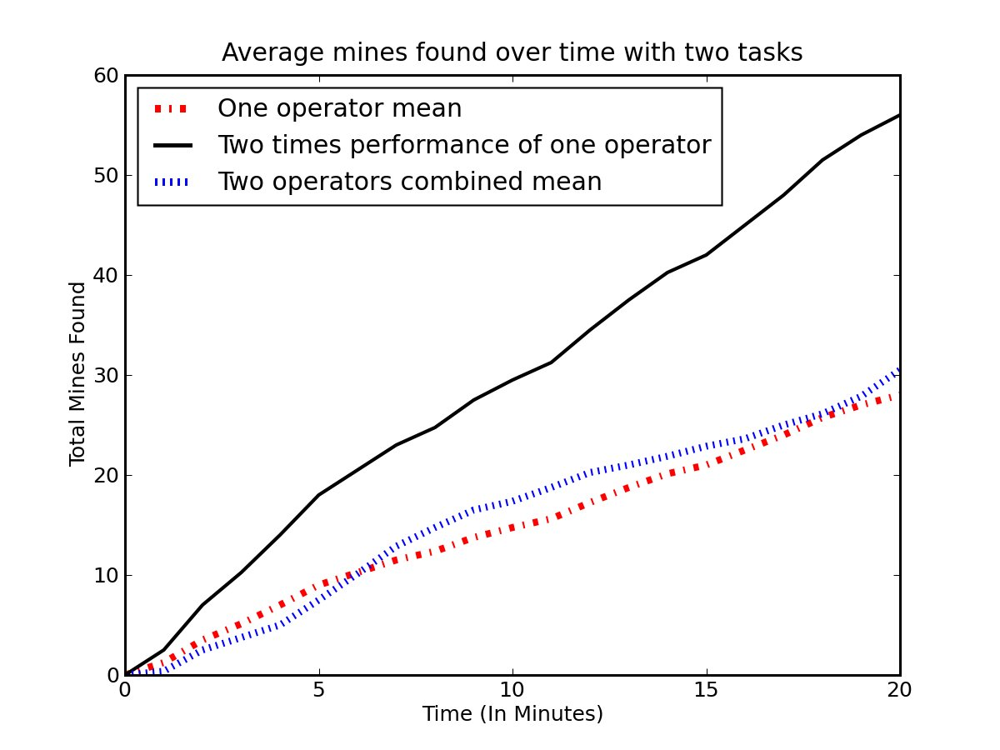 Average mines found over time with two tasks
60
One operator mean
Two times performance of one operator
Two operators combined mean
50
40
30
20
10
0
Total Mines Found
0 5 10 15 20
Time (In Minutes)